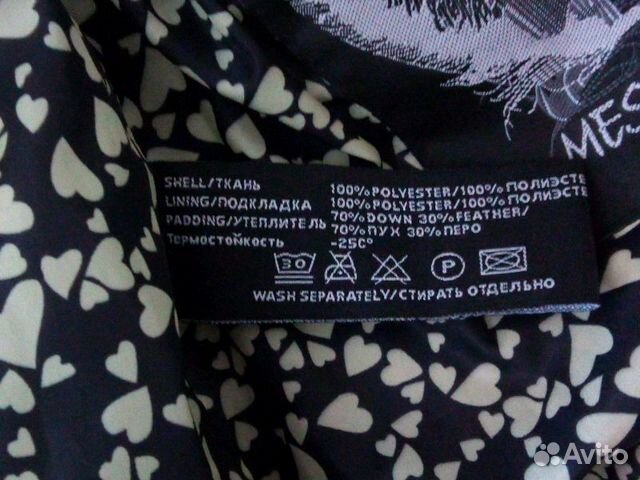 MES
SHELL/ТКАНЬ 100% POLYESTER/100% ПОЛИЭСТЕ
LINING/ПОДКЛАДКА 100% POLYESTER/100% ПОЛИЭСТЕ
PADDING/УТЕПЛИТЕЛЬ 70% DOWN 30% FEATHER/
70% ПУХ 30% ПЕРО
Термостойкость -25C°
30 P
WASH SEPARATELY/СТИРАТЬ ОТДЕЛЬНО
Avito